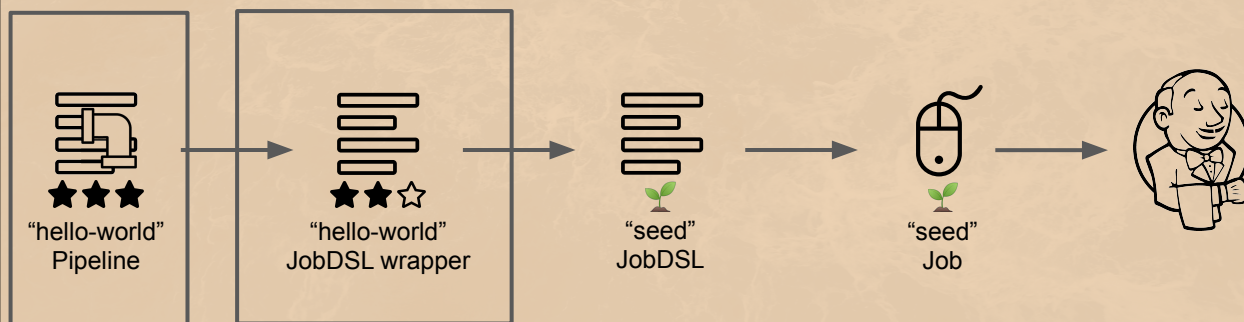 “hello-world”
Pipeline
“hello-world”
JobDSL wrapper
“seed”
JobDSL
“seed”
Job